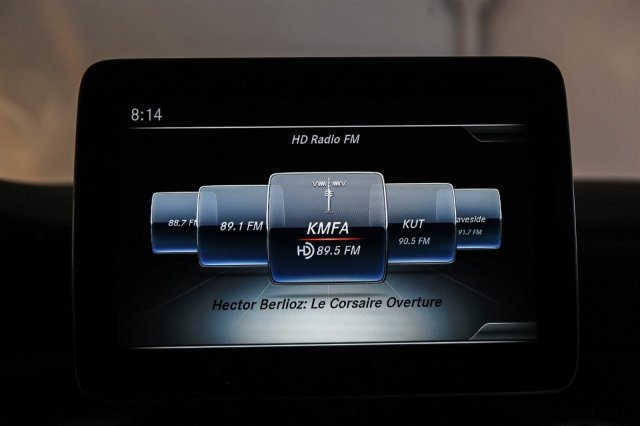 8:14
HD Radio FM
88.7 F
89.1 FM
KMFA
HD 89.5 FM
KUT
90.5 FM
aveside
91.7 FM
Hector Berlioz: Le Corsaire Overture